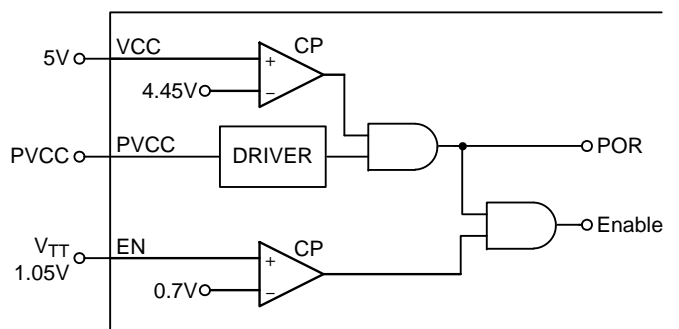 VCC
CP
5V
+
4.45V
−
PVCC
PVCC
DRIVER
POR
VTT
1.05V
EN
CP
+
0.7V
−
Enable